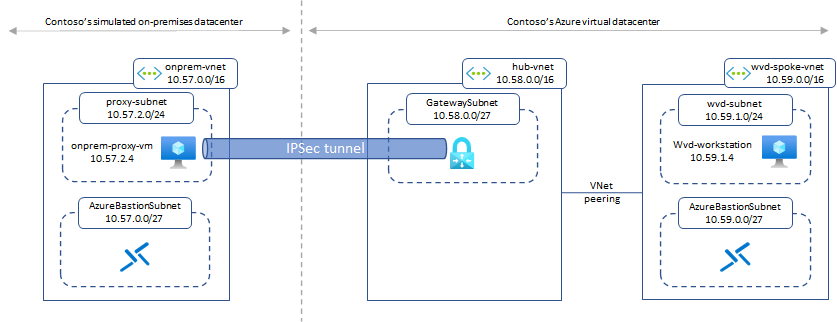 Contoso's simulated on-premises datacenter
Contoso's Azure virtual datacenter
onprem-vnet
10.57.0.0/16
proxy-subnet
10.57.2.0/24
onprem-proxy-vm
10.57.2.4
AzureBastionSubnet
10.57.0.0/27
IPSec tunnel
hub-vnet
10.58.0.0/16
GatewaySubnet
10.58.0.0/27
VNet
peering
wvd-spoke-vnet
10.59.0.0/16
wvd-subnet
10.59.1.0/24
Wvd-workstation
10.59.1.4
AzureBastionSubnet
10.59.0.0/27